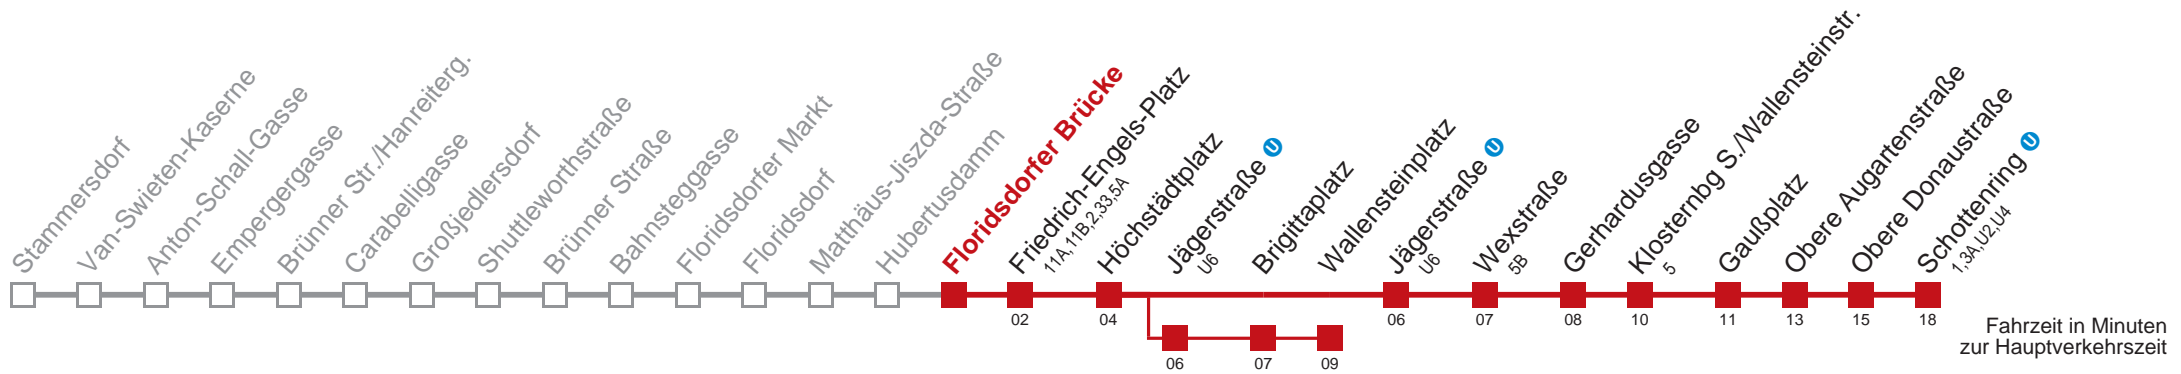 Stammersdorf
Van-Swieten-Kaserne
Anton-Schall-Gasse
Empergergasse
Brünner Str./Hanreiterg.
Carabelligasse
Großjedlersdorf
Shuttleworthstraße
Brünner Straße
Bahnsteggasse
Floridsdorfer Markt
Floridsdorf
Matthäus-Jiszda-Straße
Hubertusdamm
Floridsdorfer Brücke
Friedrich-Engels-Platz
11A,11B,2,33,5A
Höchstädtplatz
Jägerstraße U
U6
Brigittaplatz
Wallensteinplatz
Jägerstraße U
U6
Wexstraße
5B
Gerhardusgasse
Klosternbg S./Wallensteinstr.
5
Gaußplatz
Obere Augartenstraße
Obere Donaustraße
Schottenring U
1,3A,U2,U4
02 04 06 07 08 10 11 13 15 18
06 07 09
Fahrzeit in Minuten
zur Hauptverkehrszeit